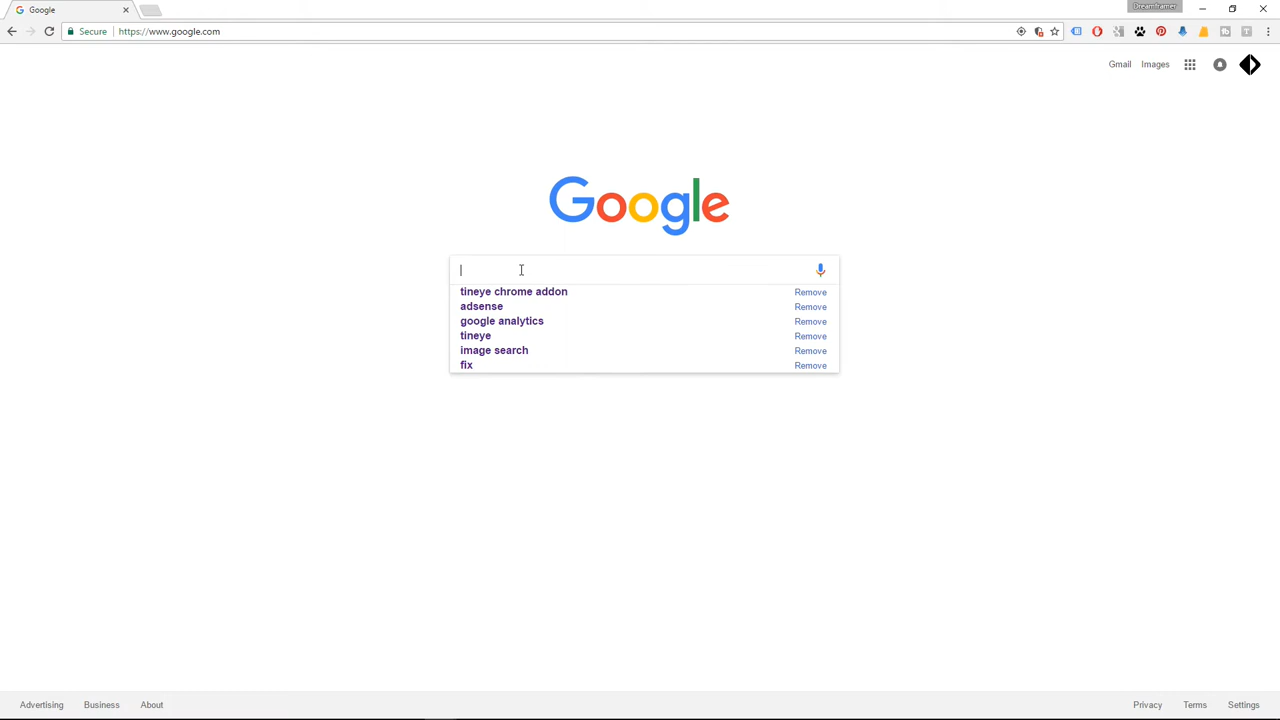 Google
Dreamframer
Secure https://www.google.com
Gmail Images
Google
tineye chrome addon Remove
adsense Remove
google analytics Remove
tineye Remove
image search Remove
fix Remove
Advertising Business About Privacy Terms Settings